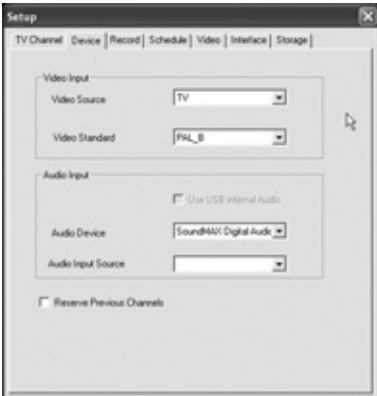 Setup
TV Channel Device Record Schedule Video Interface Storage
Video Input
Video Source TV
Video Standard PAL_B
Audio Input
Use USB internal Audio
Audio Device SoundMAX Digital Audic
Audio Input Source
Reserve Previous Channels